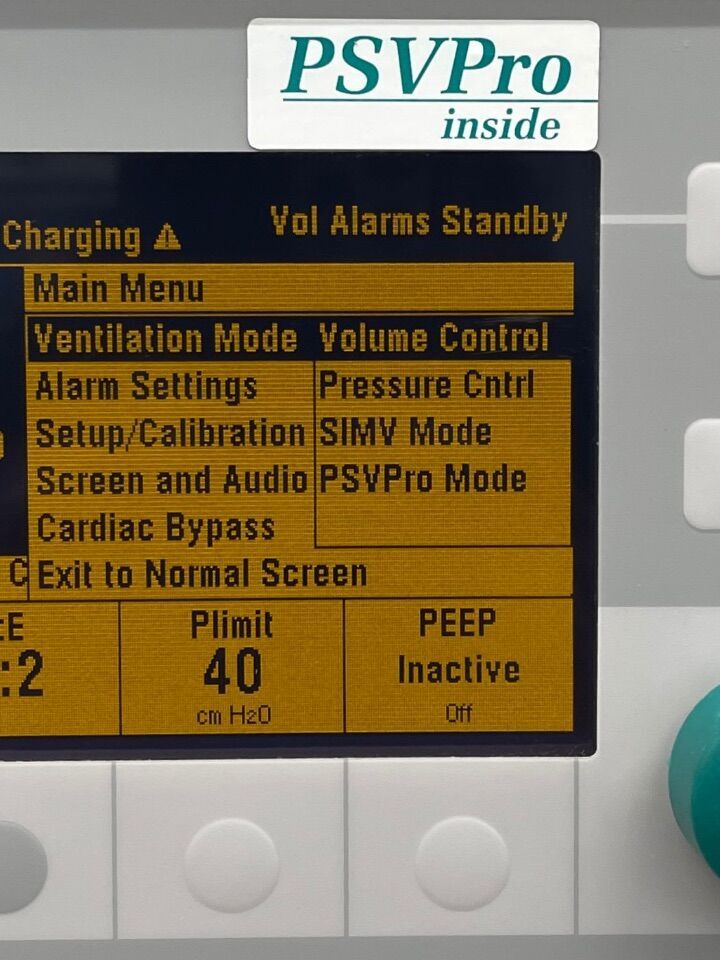 PSVPro
inside
Charging
Vol Alarms Standby
Main Menu
Ventilation Mode Volume Control
Alarm Settings Pressure Cntrl
Setup/Calibration SIMV Mode
Screen and Audio PSVPro Mode
Cardiac Bypass
C Exit to Normal Screen
:E Plimit PEEP
:2 40 Inactive
cm H2O Off